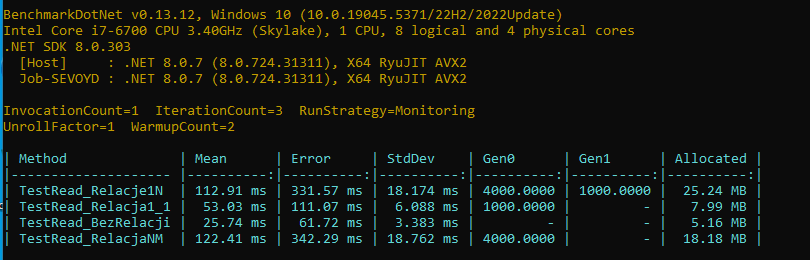 BenchmarkDotNet v0.13.12, Windows 10 (10.0.19045.5371/22H2/2022Update)
Intel Core i7-6700 CPU 3.40GHz (Skylake), 1 CPU, 8 logical and 4 physical cores
.NET SDK 8.0.303
  [Host]     : .NET 8.0.7 (8.0.724.31311), X64 RyuJIT AVX2
  Job-SEVOYD : .NET 8.0.7 (8.0.724.31311), X64 RyuJIT AVX2
InvocationCount=1  IterationCount=3  RunStrategy=Monitoring
UnrollFactor=1  WarmupCount=2
| Method              | Mean      | Error     | StdDev    | Gen0      | Gen1      | Allocated |
|-------------------- |----------:|----------:|----------:|----------:|----------:|----------:|
| TestRead_Relacje1N  | 112.91 ms | 331.57 ms | 18.174 ms | 4000.0000 | 1000.0000 |  25.24 MB |
| TestRead_Relacja1_1 |  53.03 ms | 111.07 ms |  6.088 ms | 1000.0000 |         - |   7.99 MB |
| TestRead_BezRelacji |  25.74 ms |  61.72 ms |  3.383 ms |         - |         - |   5.16 MB |
| TestRead_RelacjaNM  | 122.41 ms | 342.29 ms | 18.762 ms | 4000.0000 |         - |  18.18 MB |